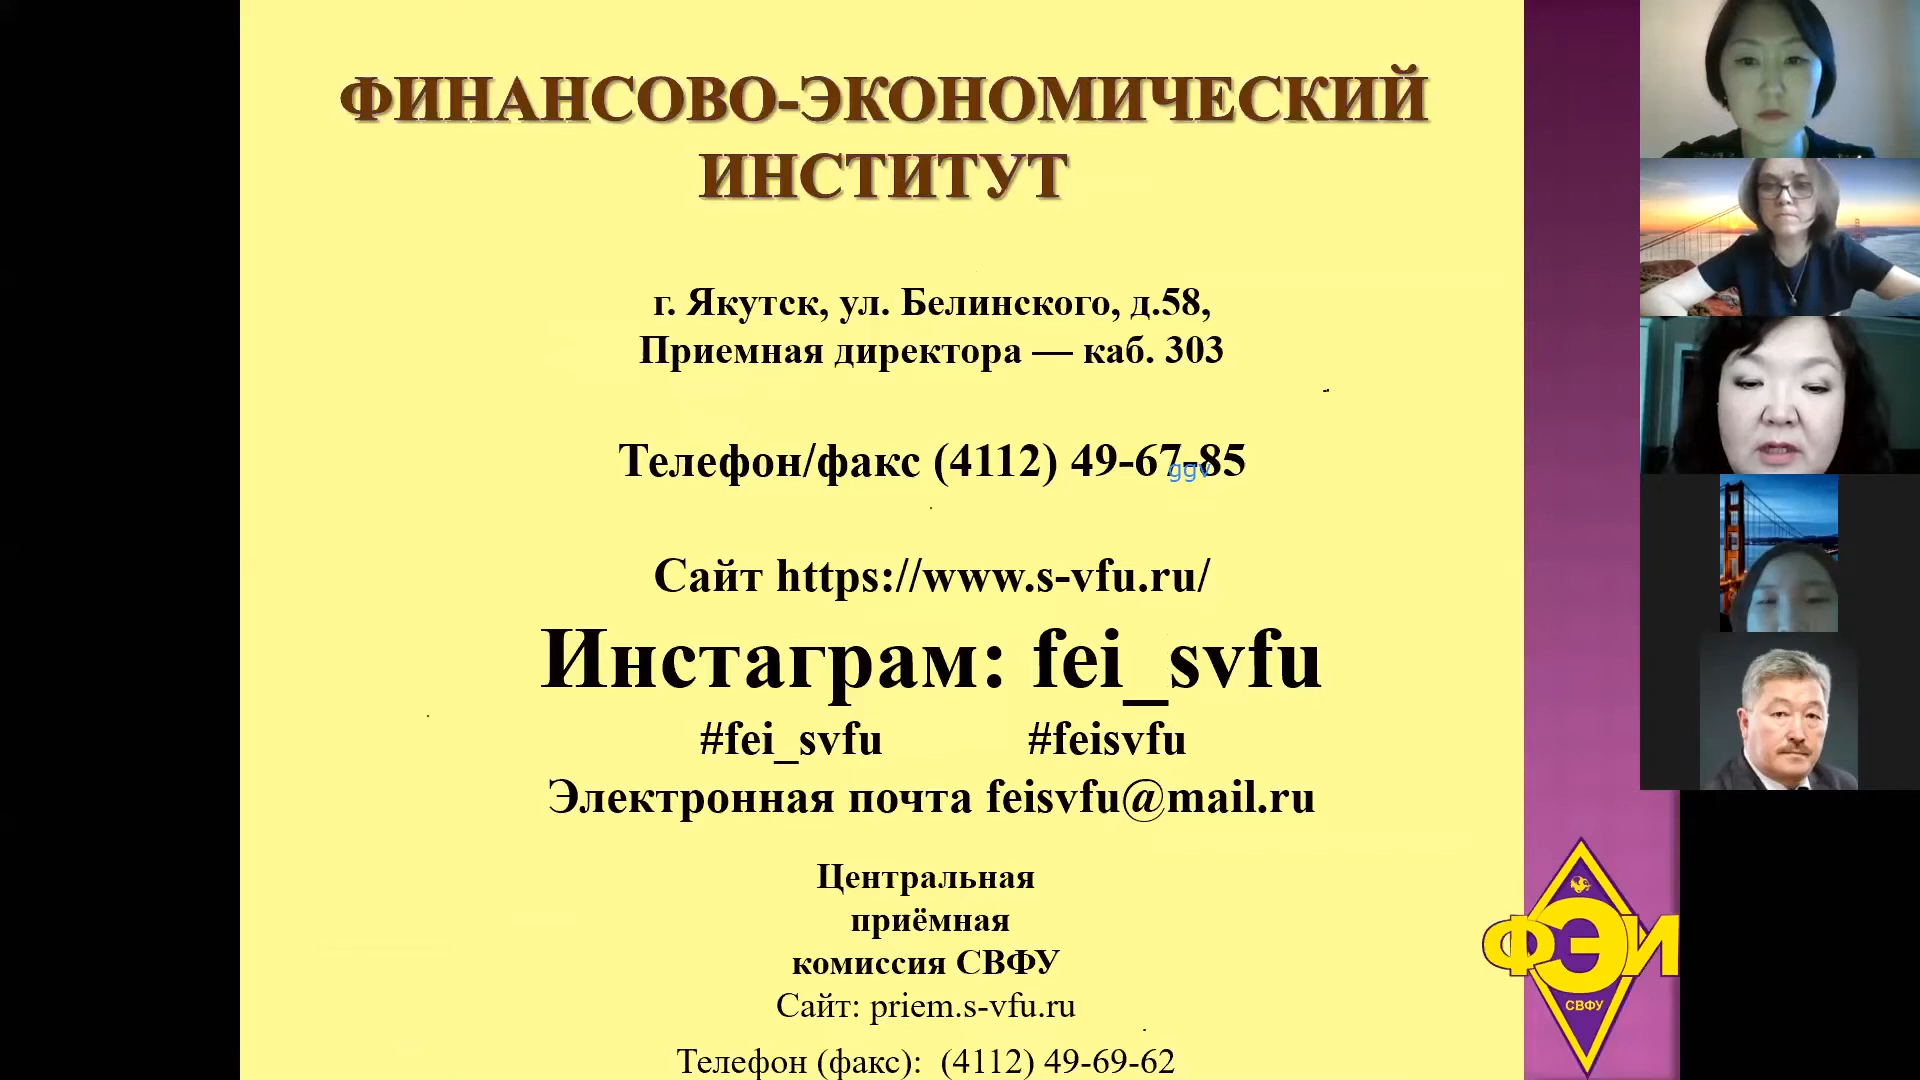 ФИНАНСОВО-ЭКОНОМИЧЕСКИЙ
ИНСТИТУТ
г. Якутск, ул. Белинского, д.58,
Приемная директора — каб. 303
Телефон/факс (4112) 49-67-85
ggv
Сайт https://www.s-vfu.ru/
Инстаграм: fei_svfu
#fei_svfu #feisvfu
Электронная почта feisvfu@mail.ru
Центральная
приёмная
комиссия СВФУ
Сайт: priem.s-vfu.ru
Телефон (факс): (4112) 49-69-62
ФЭИ
СВФУ